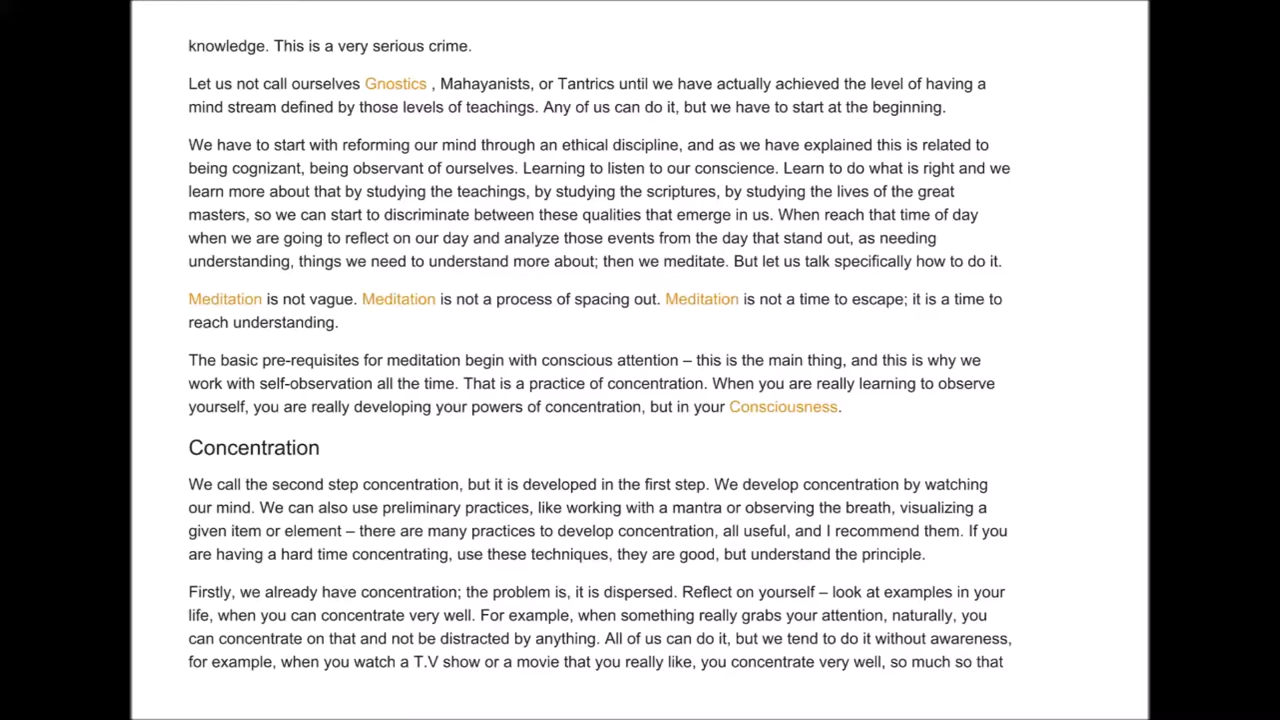 knowledge. This is a very serious crime.
Let us not call ourselves Gnostics , Mahayanists, or Tantrics until we have actually achieved the level of having a
mind stream defined by those levels of teachings. Any of us can do it, but we have to start at the beginning.
We have to start with reforming our mind through an ethical discipline, and as we have explained this is related to
being cognizant, being observant of ourselves. Learning to listen to our conscience. Learn to do what is right and we
learn more about that by studying the teachings, by studying the scriptures, by studying the lives of the great
masters, so we can start to discriminate between these qualities that emerge in us. When reach that time of day
when we are going to reflect on our day and analyze those events from the day that stand out, as needing
understanding, things we need to understand more about; then we meditate. But let us talk specifically how to do it.
Meditation is not vague. Meditation is not a process of spacing out. Meditation is not a time to escape; it is a time to
reach understanding.
The basic pre-requisites for meditation begin with conscious attention – this is the main thing, and this is why we
work with self-observation all the time. That is a practice of concentration. When you are really learning to observe
yourself, you are really developing your powers of concentration, but in your Consciousness.
Concentration
We call the second step concentration, but it is developed in the first step. We develop concentration by watching
our mind. We can also use preliminary practices, like working with a mantra or observing the breath, visualizing a
given item or element – there are many practices to develop concentration, all useful, and I recommend them. If you
are having a hard time concentrating, use these techniques, they are good, but understand the principle.
Firstly, we already have concentration; the problem is, it is dispersed. Reflect on yourself – look at examples in your
life, when you can concentrate very well. For example, when something really grabs your attention, naturally, you
can concentrate on that and not be distracted by anything. All of us can do it, but we tend to do it without awareness,
for example, when you watch a T.V show or a movie that you really like, you concentrate very well, so much so that